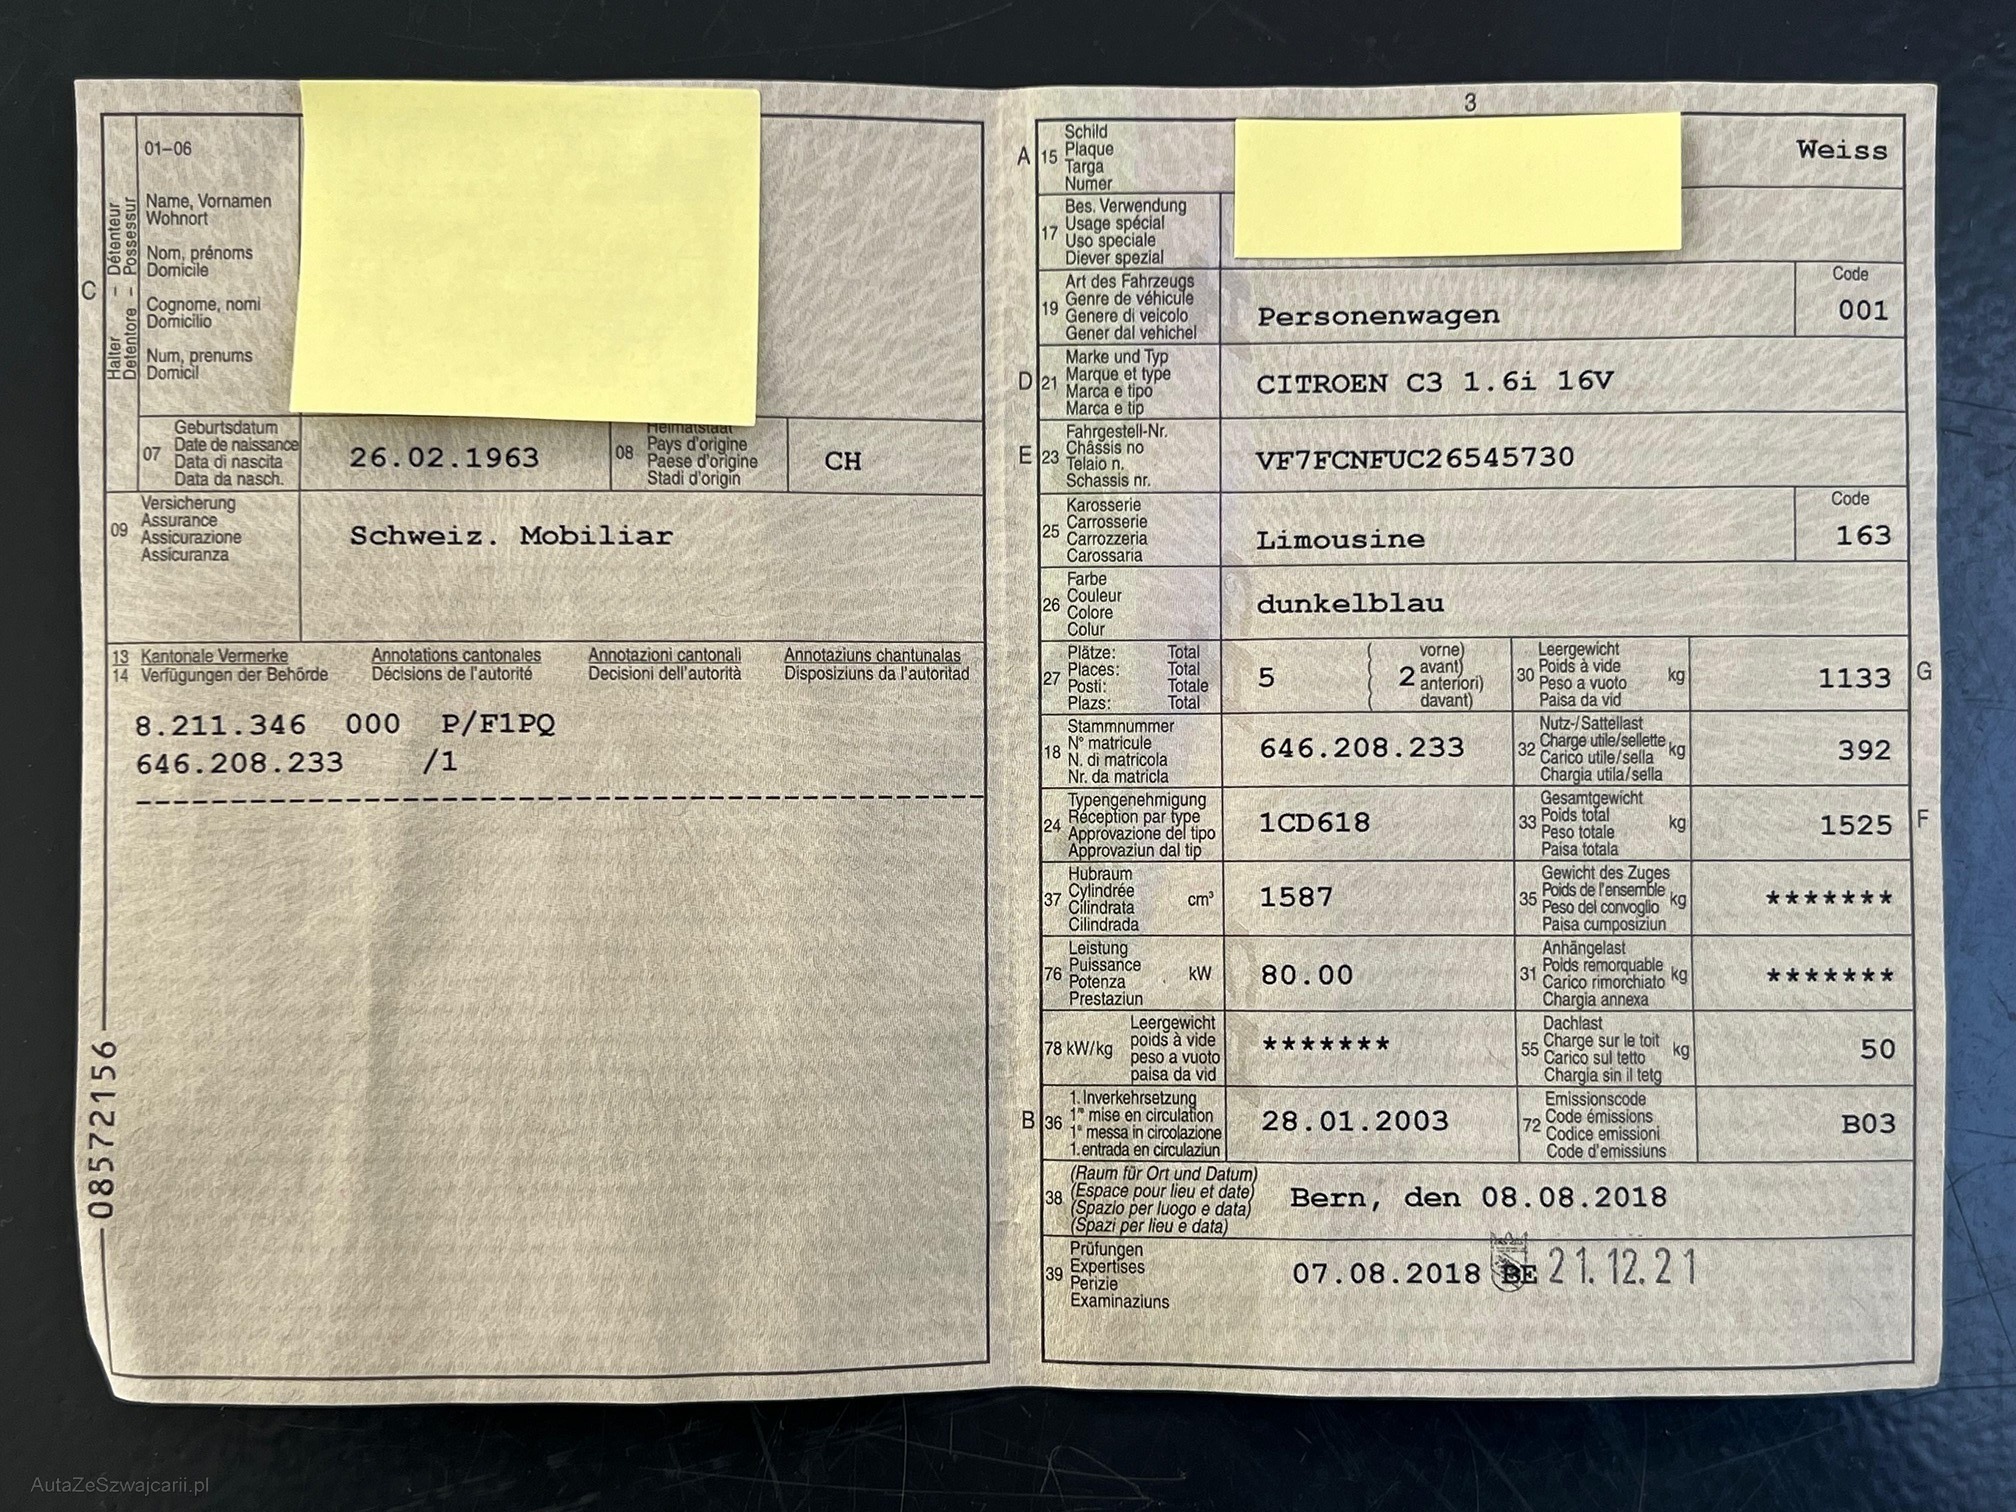 01–06
Name, Vornamen
Wohnort
Nom, prénoms
Domicile
Cognome, nomi
Domicilio
Num, prenums
Domicil
C
Halter – Détenteur
Detentore – Possessur
07
Geburtsdatum
Date de naissance
Data di nascita
Data da nasch.
26.02.1963
08
Heimatstaat
Pays d'origine
Paese d'origine
Stadi d'origin
CH
09
Versicherung
Assurance
Assicurazione
Assicuranza
Schweiz. Mobiliar
13 Kantonale Vermerke Annotations cantonales Annotazioni cantonali Annotaziuns chantunalas
14 Verfügungen der Behörde Décisions de l'autorité Decisioni dell'autorità Disposiziuns da l'autoritad
8.211.346 000 P/F1PQ
646.208.233 /1
085721156
3
A 15
Schild
Plaque
Targa
Numer
Weiss
17
Bes. Verwendung
Usage spécial
Uso speciale
Diever spezial
19
Art des Fahrzeugs
Genre de véhicule
Genere di veicolo
Gener dal vehichel
Personenwagen
Code
001
D 21
Marke und Typ
Marque et type
Marca e tipo
Marca e tip
CITROEN C3 1.6i 16V
E 23
Fahrgestell-Nr.
Châssis no
Telaio n.
Schassis nr.
VF7FCNFUC26545730
25
Karosserie
Carrosserie
Carrozzeria
Carossaria
Limousine
Code
163
26
Farbe
Couleur
Colore
Colur
dunkelblau
27
Plätze: Total
Places: Total
Posti: Totale
Plazs: Total
5
( vorne)
2 avant)
anteriori)
( davant)
30
Leergewicht
Poids à vide
Peso a vuoto
Paisa da vid
kg
1133
G
18
Stammnummer
N° matricule
N. di matricola
Nr. da matricla
646.208.233
32
Nutz-/Sattellast
Charge utile/sellette
Carico utile/sella
Chargia utila/sella
kg
392
24
Typengenehmigung
Réception par type
Approvazione del tipo
Approvaziun dal tip
1CD618
33
Gesamtgewicht
Poids total
Peso totale
Paisa totala
kg
1525
F
37
Hubraum
Cylindrée
Cilindrata
Cilindrada
cm³
1587
35
Gewicht des Zuges
Poids de l'ensemble
Peso del convoglio
Paisa cumposiziun
kg
*******
76
Leistung
Puissance
Potenza
Prestaziun
kW
80.00
31
Anhängelast
Poids remorquable
Carico rimorchiato
Chargia annexa
kg
*******
78 kW/kg
Leergewicht
poids à vide
peso a vuoto
paisa da vid
*******
55
Dachlast
Charge sur le toit
Carico sul tetto
Chargia sin il tetg
kg
50
B 36
1. Inverkehrsetzung
1re mise en circulation
1a messa in circolazione
1. entrada en circulaziun
28.01.2003
72
Emissionscode
Code émissions
Codice emissioni
Code d'emissiuns
B03
38
(Raum für Ort und Datum)
(Espace pour lieu et date)
(Spazio per luogo e data)
(Spazi per lieu e data)
Bern, den 08.08.2018
39
Prüfungen
Expertises
Perizie
Examinaziuns
07.08.2018 BE 21.12.21
AutaZeSzwajcarii.pl